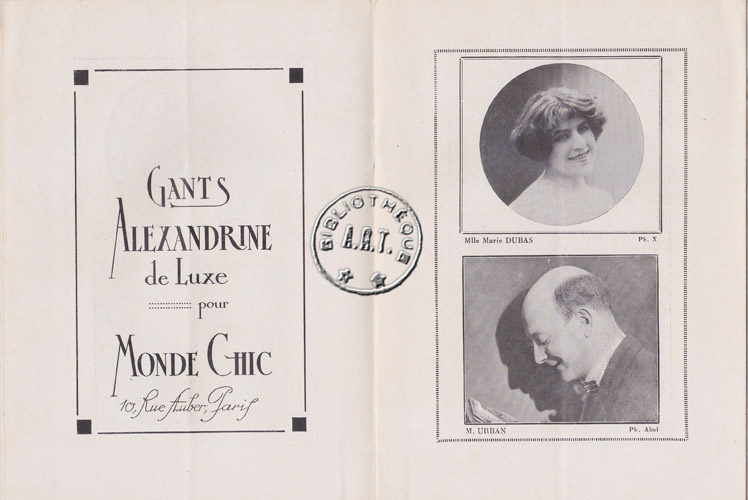 GANTS
ALEXANDRINE
de Luxe
pour
MONDE CHIC
10, Rue Auber, Paris
BIBLIOTHÈQUE
A.R.T.
Mlle Marie DUBAS
Ph. X
M. URBAN
Ph. Abel